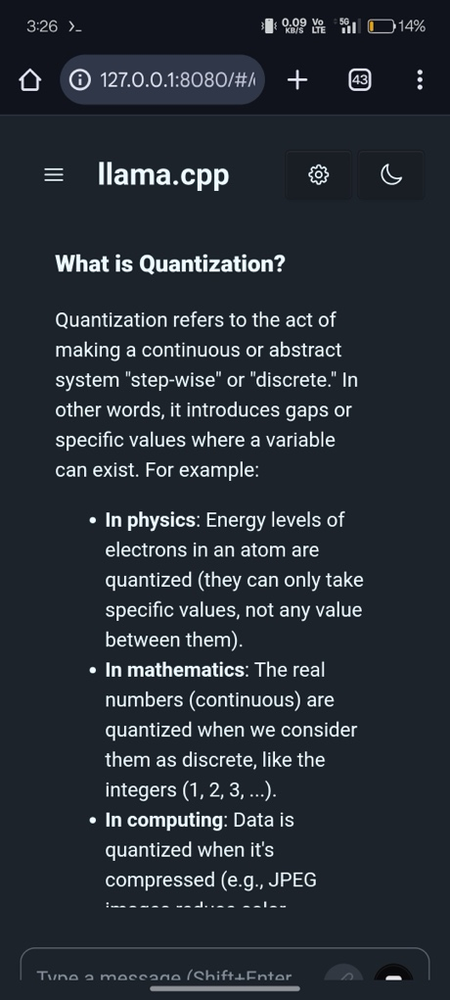 3:26 >_ 0.09 KB/S Vo LTE 5G 14%
127.0.0.1:8080/#/ 43
llama.cpp
What is Quantization?
Quantization refers to the act of
making a continuous or abstract
system "step-wise" or "discrete." In
other words, it introduces gaps or
specific values where a variable
can exist. For example:
• In physics: Energy levels of
electrons in an atom are
quantized (they can only take
specific values, not any value
between them).
• In mathematics: The real
numbers (continuous) are
quantized when we consider
them as discrete, like the
integers (1, 2, 3, ...).
• In computing: Data is
quantized when it's
compressed (e.g., JPEG
images reduce color
Type a message (Shift+Enter